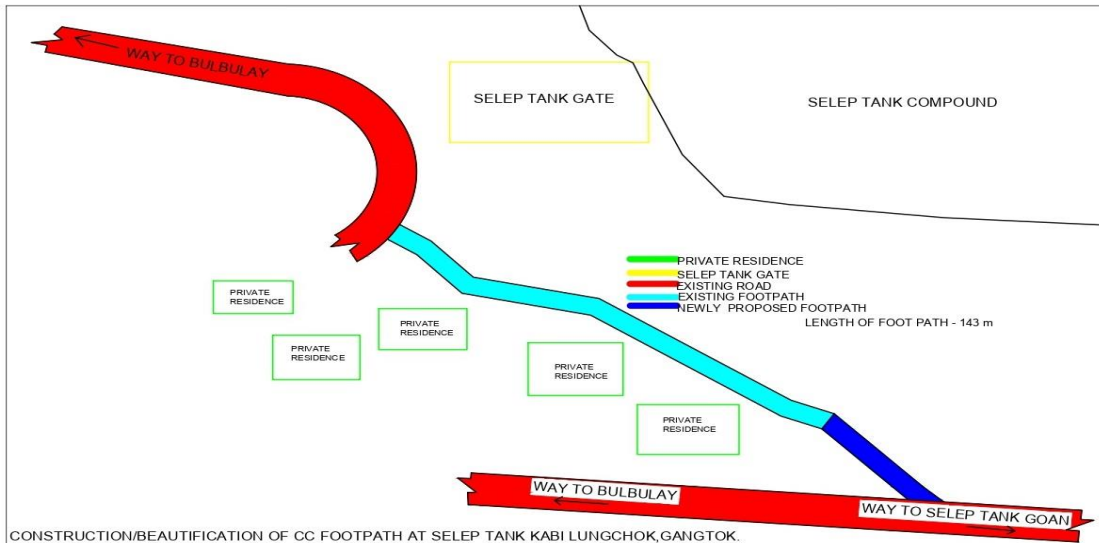 WAY TO BULBULAY
SELEP TANK GATE
SELEP TANK COMPOUND
PRIVATE RESIDENCE
SELEP TANK GATE
EXISTING ROAD
EXISTING FOOTPATH
NEWLY PROPOSED FOOTPATH
LENGTH OF FOOT PATH - 143 m
PRIVATE
RESIDENCE
PRIVATE
RESIDENCE
PRIVATE
RESIDENCE
PRIVATE
RESIDENCE
PRIVATE
RESIDENCE
WAY TO BULBULAY
WAY TO SELEP TANK GOAN
CONSTRUCTION/BEAUTIFICATION OF CC FOOTPATH AT SELEP TANK KABI LUNGCHOK,GANGTOK.